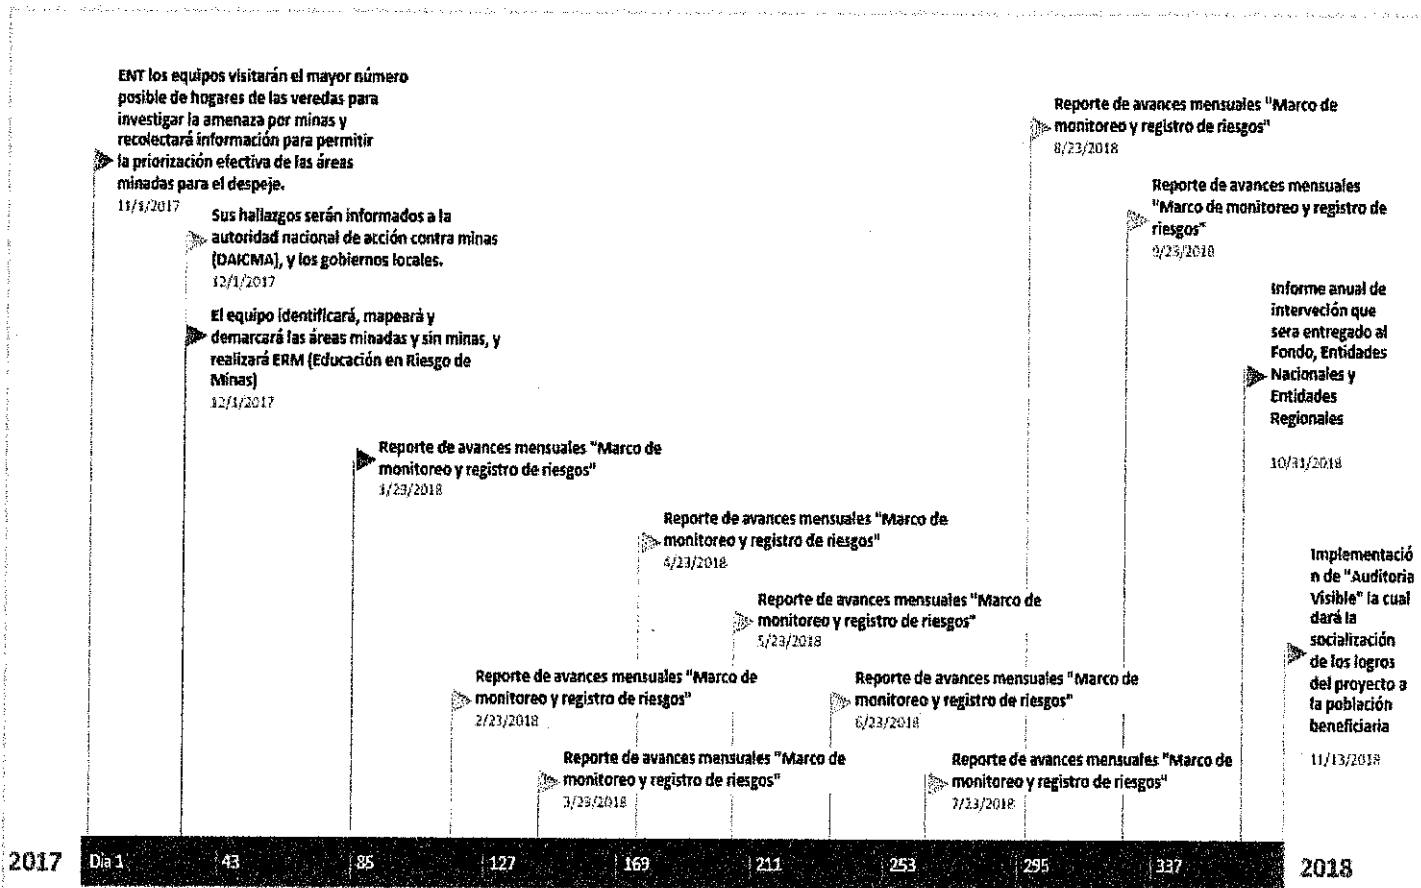 ENT los equipos visitarán el mayor número
posible de hogares de las veredas para
investigar la amenaza por minas y
recolectará información para permitir
la priorización efectiva de las áreas
minadas para el despeje.
11/1/2017
Sus hallazgos serán informados a la
autoridad nacional de acción contra minas
(DAICMA), y los gobiernos locales.
12/1/2017
El equipo identificará, mapeará y
demarcará las áreas minadas y sin minas, y
realizará ERM (Educación en Riesgo de
Minas)
12/1/2017
Reporte de avances mensuales "Marco de
monitoreo y registro de riesgos"
1/23/2018
Reporte de avances mensuales "Marco de
monitoreo y registro de riesgos"
2/23/2018
Reporte de avances mensuales "Marco de
monitoreo y registro de riesgos"
3/23/2018
Reporte de avances mensuales "Marco de
monitoreo y registro de riesgos"
4/23/2018
Reporte de avances mensuales "Marco de
monitoreo y registro de riesgos"
5/23/2018
Reporte de avances mensuales "Marco de
monitoreo y registro de riesgos"
6/23/2018
Reporte de avances mensuales "Marco de
monitoreo y registro de riesgos"
7/23/2018
Reporte de avances mensuales "Marco de
monitoreo y registro de riesgos"
8/23/2018
Reporte de avances mensuales
"Marco de monitoreo y registro de
riesgos"
9/23/2018
Informe anual de
interveción que
sera entregado al
Fondo, Entidades
Nacionales y
Entidades
Regionales
10/31/2018
Implementació
n de "Auditoria
Visible" la cual
dará la
socialización
de los logros
del proyecto a
la población
beneficiaria
11/13/2018
2017 Día 1 43 85 127 169 211 253 295 337 2018